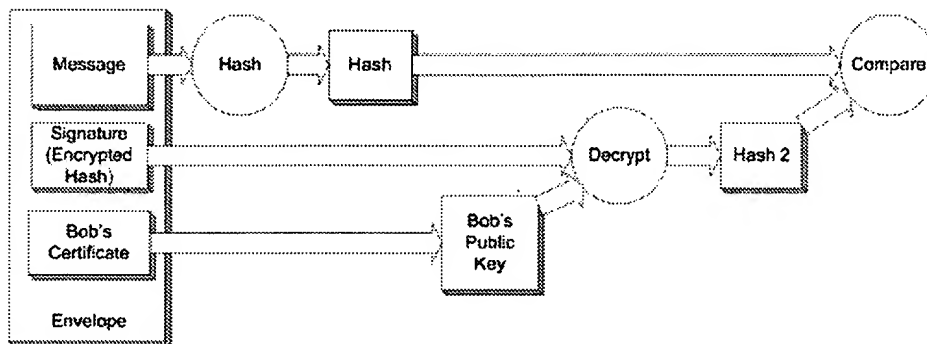 Message
Hash
Hash
Compare
Signature
(Encrypted
Hash)
Decrypt
Hash 2
Bob's
Certificate
Bob's
Public
Key
Envelope